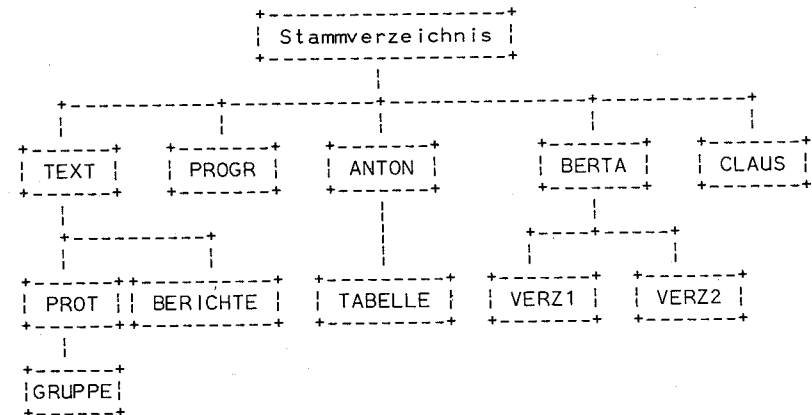 Stammverzeichnis
TEXT PROGR ANTON BERTA CLAUS
PROT BERICHTE TABELLE VERZ1 VERZ2
GRUPPE